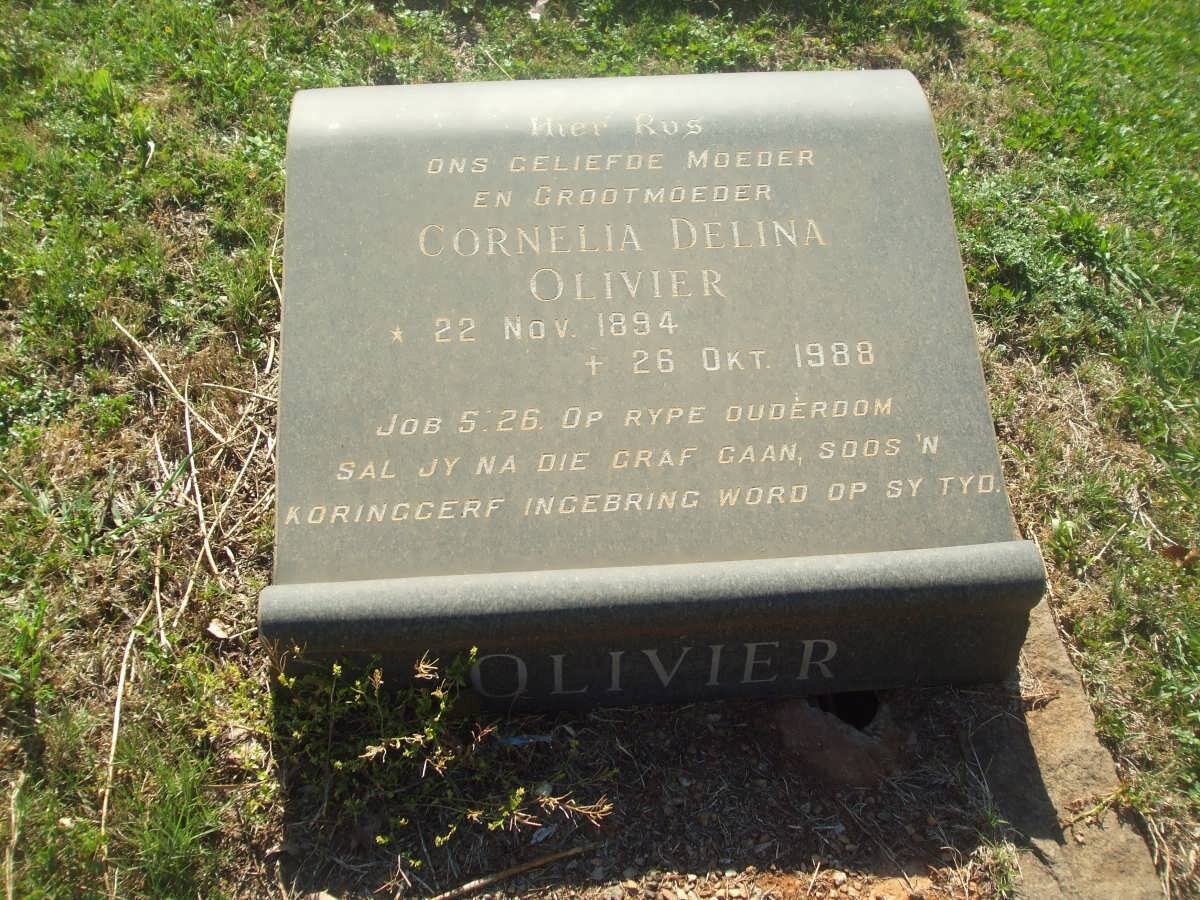 Hier Rus
ONS GELIEFDE MOEDER
EN GROOTMOEDER
CORNELIA DELINA
OLIVIER
* 22 NOV. 1894
+ 26 OKT. 1988
JOB 5:26. OP RYPE OUDERDOM
SAL JY NA DIE GRAF GAAN, SOOS 'N
KORINGGERF INGEBRING WORD OP SY TYD.
OLIVIER